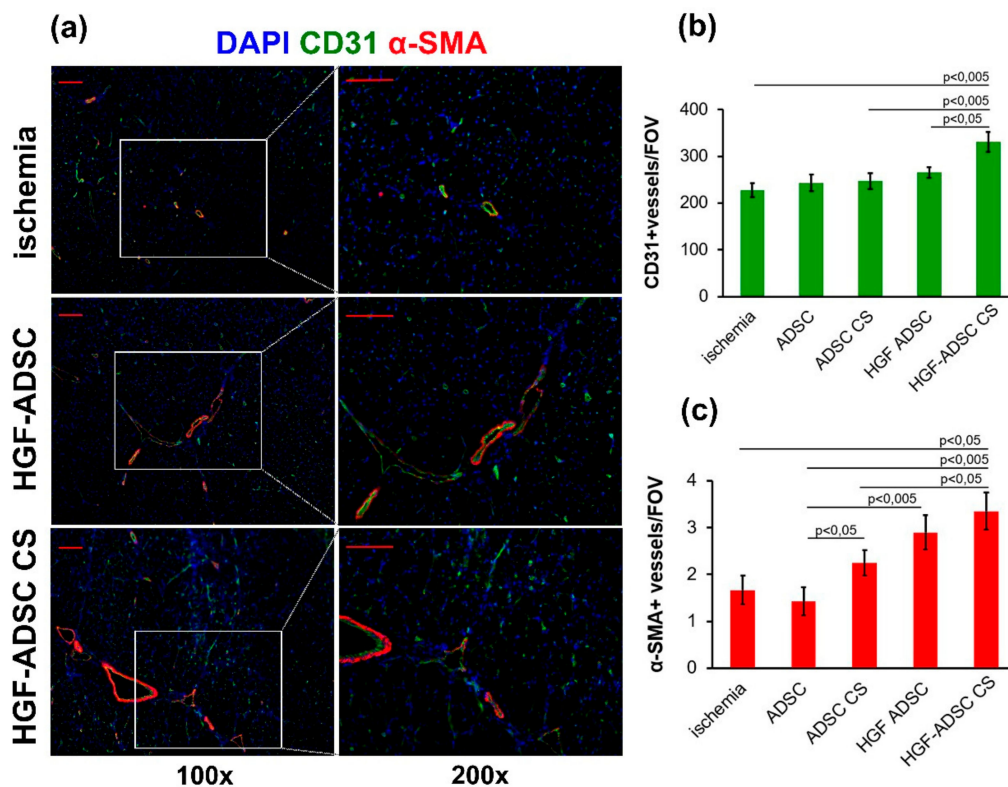 (a)
DAPI CD31 α-SMA
ischemia
HGF-ADSC
HGF-ADSC CS
100x
200x
(b)
p<0,005
p<0,005
p<0,05
400
300
200
100
0
CD31+vessels/FOV
ischemia
ADSC
ADSC CS
HGF ADSC
HGF-ADSC CS
(c)
p<0,05
p<0,005
p<0,05
p<0,005
p<0,05
4
3
2
1
0
α-SMA+ vessels/FOV
ischemia
ADSC
ADSC CS
HGF ADSC
HGF-ADSC CS